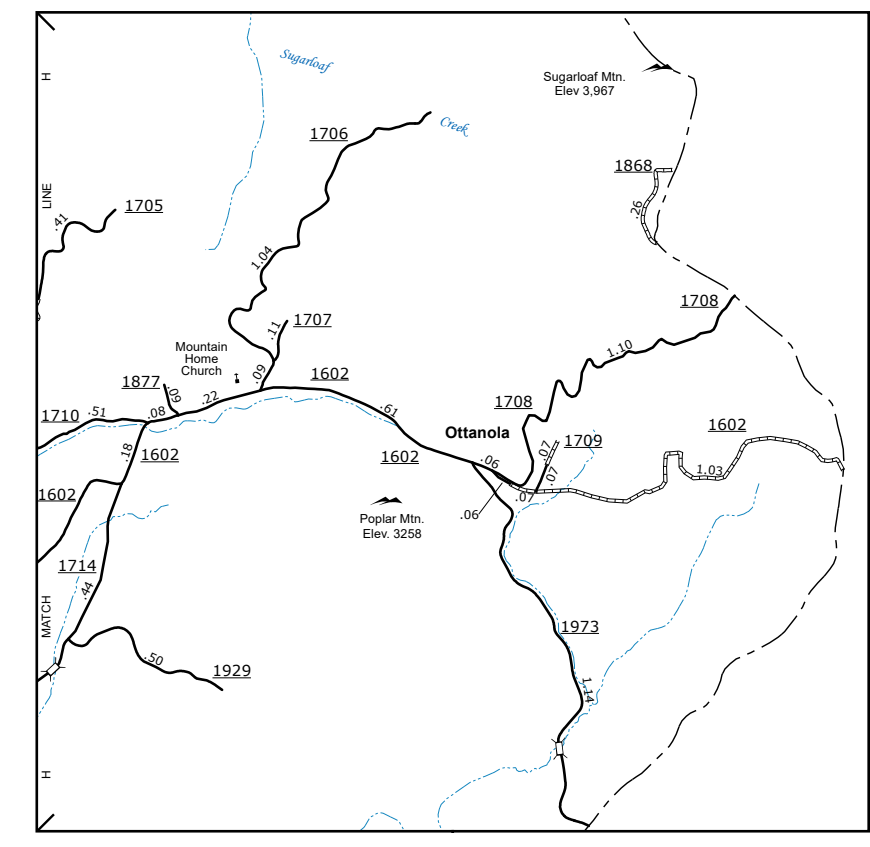 Sugarloaf
Creek
Sugarloaf Mtn.
Elev 3,967
H
LINE
1706
1868
.26
1705
.41
1.04
1708
1707
.11
1.10
Mountain
Home
Church
1877
.09
.09
1602
1710
.51
.08
.22
.61
1708
Ottanola
1709
1602
.18
1602
1602
.06
.07
.07
.07
1.03
1602
.06
Poplar Mtn.
Elev. 3258
1714
.44
MATCH
1973
.50
1929
1.14
H